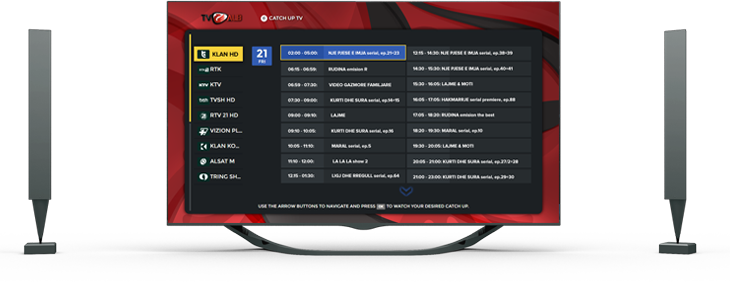 TVALB
CATCH UP TV
KLAN HD
RTK
KTV
TVSH HD
RTV 21 HD
VIZION PL...
KLAN KO...
ALSAT M
TRING SH...
21
FRI
02:00 - 05:00: NJE PJESE E IMJA serial, ep.21-23
06:15 - 06:59: RUDINA emision R
06:59 - 07:30: VIDEO GAZMORE FAMILJARE
07:30 - 09:00: KURTI DHE SURA serial, ep.14-15
09:00 - 09:10: LAJME
09:10 - 10:05: KURTI DHE SURA serial, ep.16
10:05 - 11:10: MARAL serial, ep.5
11:10 - 12:00: LA LA LA show 2
12:15 - 01:30: LIGJ DHE RREGULL serial, ep.64
12:15 - 14:30: NJE PJESE E IMJA serial, ep.38-39
14:30 - 15:30: NJE PJESE E IMJA serial, ep.40-41
15:30 - 16:05: LAJME & MOTI
16:05 - 17:05: HAKMARRJE serial premiere, ep.88
17:05 - 18:20: RUDINA emision the best
18:20 - 19:30: MARAL serial, ep.10
19:30 - 20:05: LAJME & MOTI
20:05 - 21:00: KURTI DHE SURA serial, ep.27/2+28
21:00 - 23:00: KURTI DHE SURA serial, ep.29+30
USE THE ARROW BUTTONS TO NAVIGATE AND PRESS OK TO WATCH YOUR DESIRED CATCH UP.